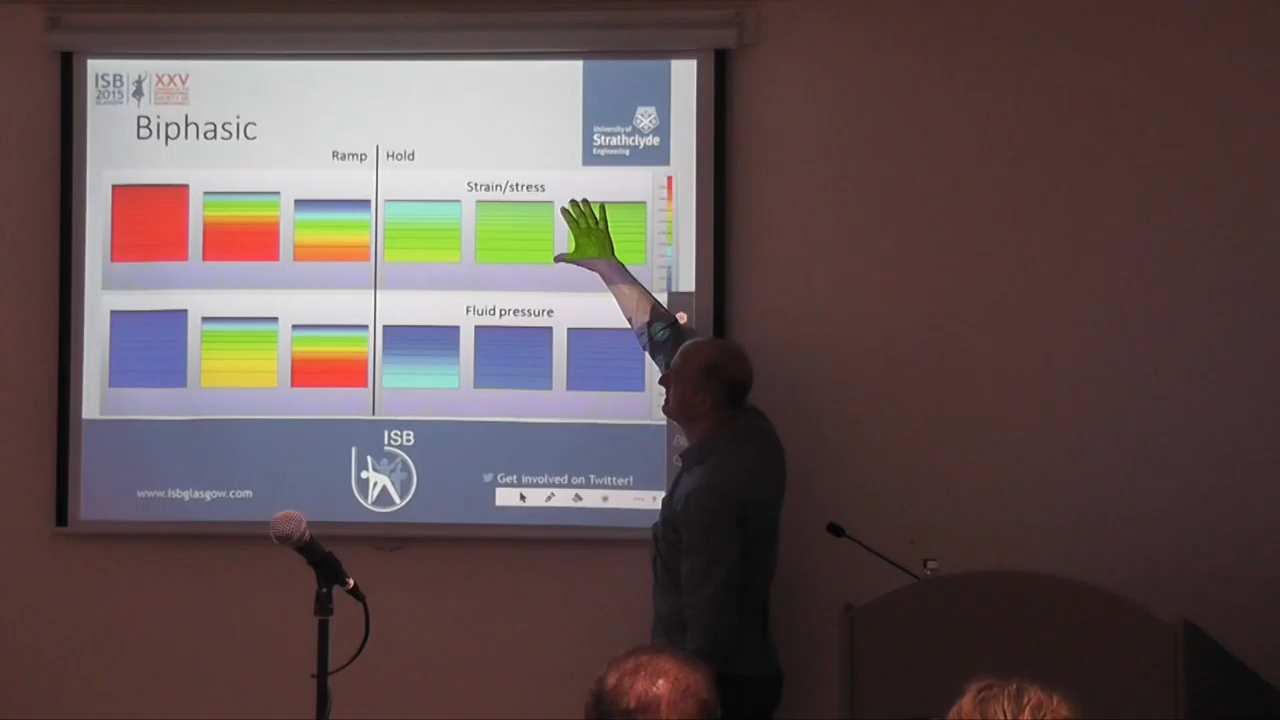 ISB
2015
GLASGOW
XXV
Biphasic
University of
Strathclyde
Engineering
Ramp
Hold
Strain/stress
Fluid pressure
ISB
www.isbglasgow.com
Get Involved on Twitter!